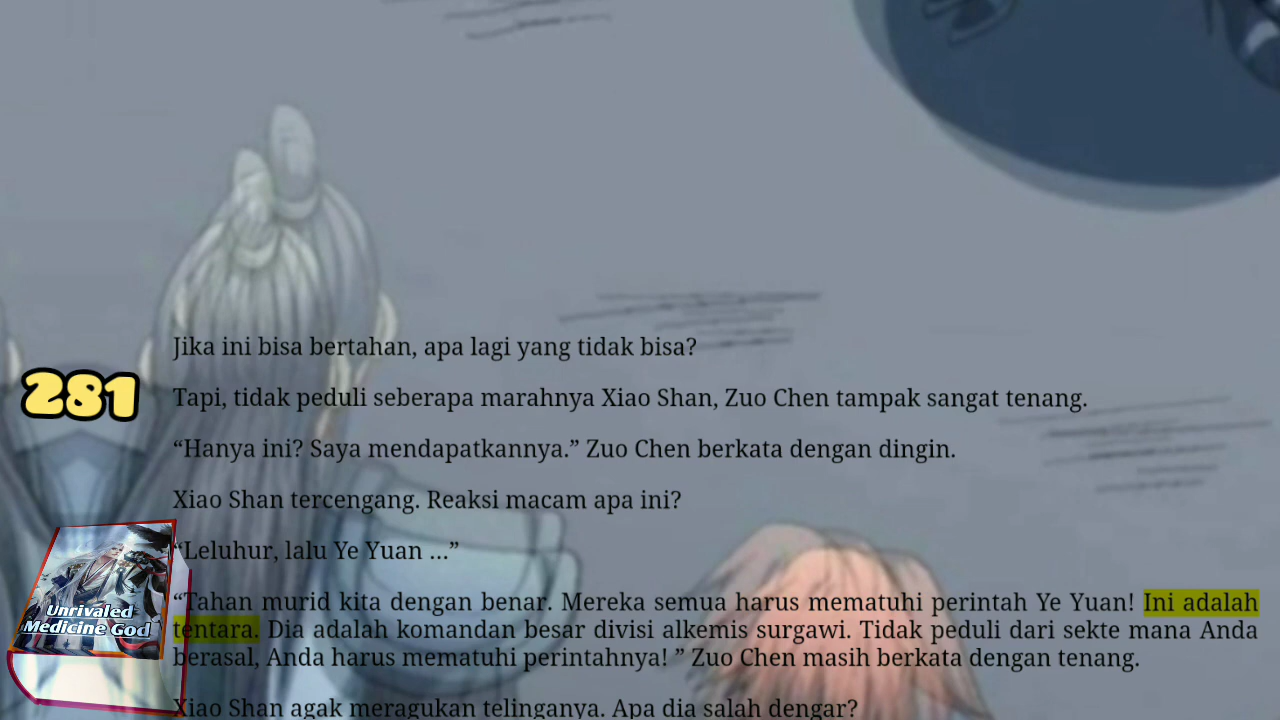 Jika ini bisa bertahan, apa lagi yang tidak bisa?
281
Tapi, tidak peduli seberapa marahnya Xiao Shan, Zuo Chen tampak sangat tenang.
“Hanya ini? Saya mendapatkannya.” Zuo Chen berkata dengan dingin.
Xiao Shan tercengang. Reaksi macam apa ini?
“Leluhur, lalu Ye Yuan ...”
“Tahan murid kita dengan benar. Mereka semua harus mematuhi perintah Ye Yuan! Ini adalah
tentara. Dia adalah komandan besar divisi alkemis surgawi. Tidak peduli dari sekte mana Anda
berasal, Anda harus mematuhi perintahnya! ” Zuo Chen masih berkata dengan tenang.
Xiao Shan agak meragukan telinganya. Apa dia salah dengar?
Unrivaled
Medicine God